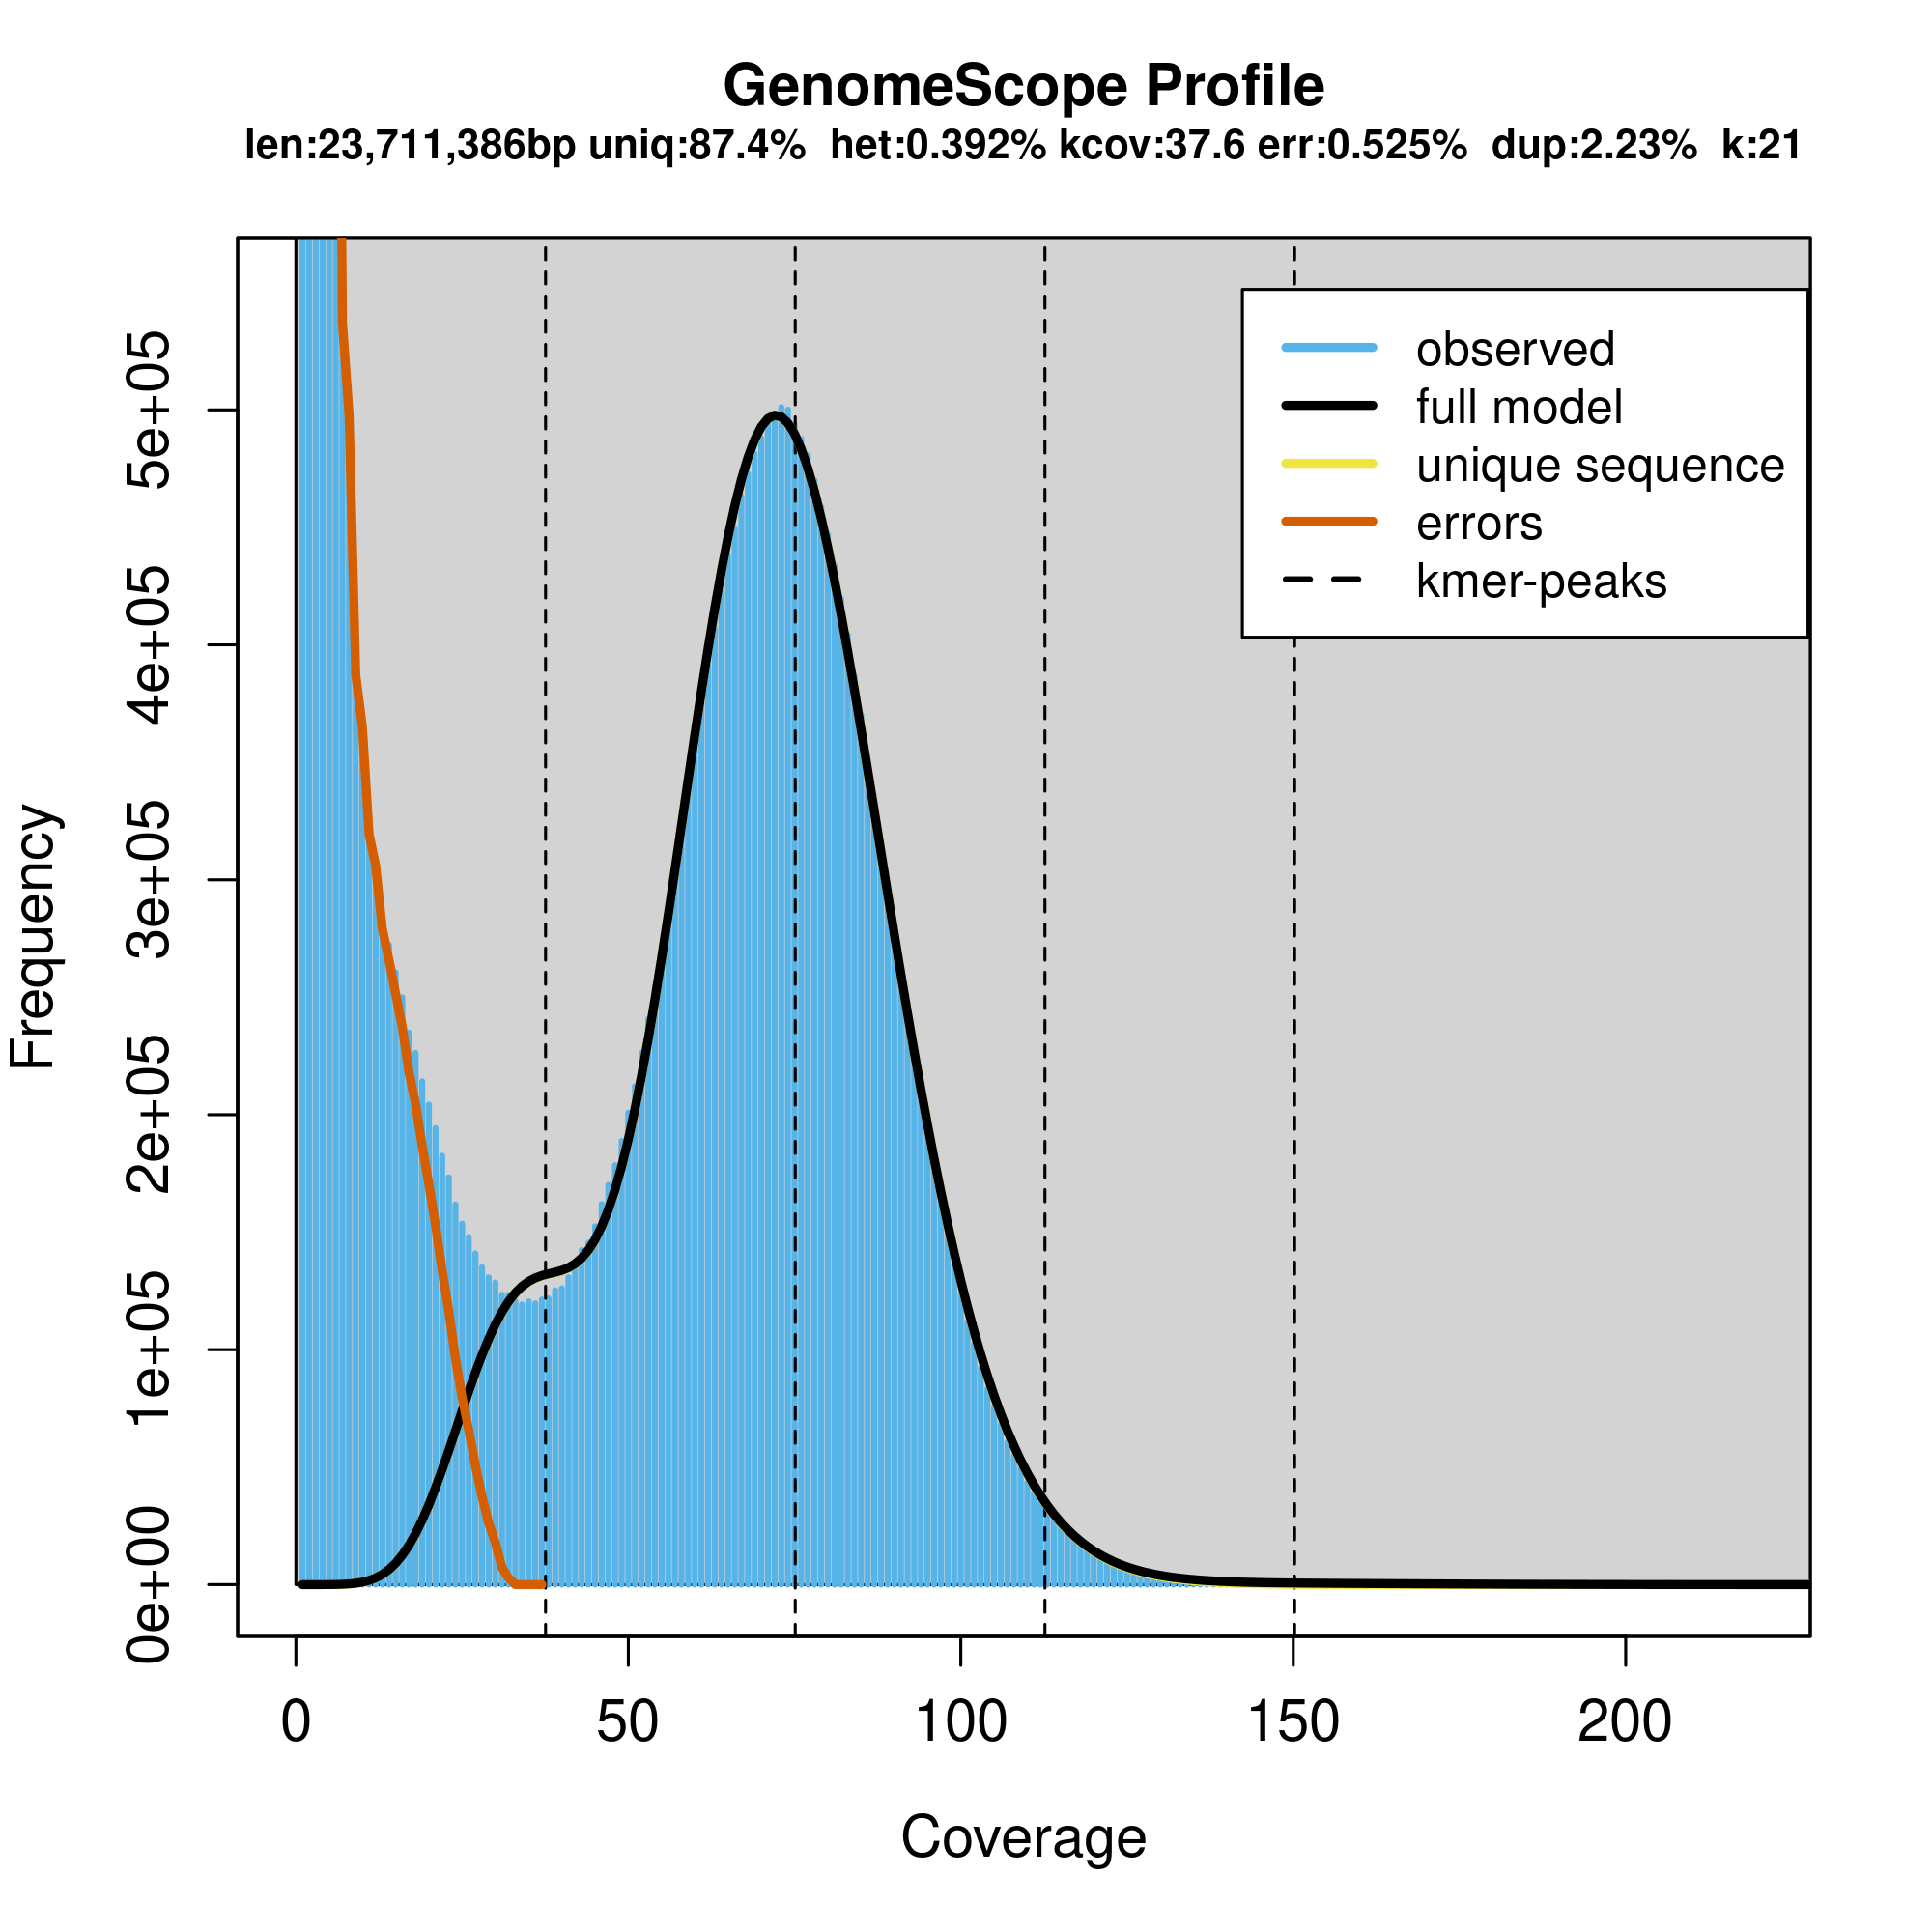 GenomeScope Profile
len:23,711,386bp uniq:87.4% het:0.392% kcov:37.6 err:0.525% dup:2.23% k:21
observed
full model
unique sequence
errors
kmer-peaks
Frequency
5e+05
4e+05
3e+05
2e+05
1e+05
0e+00
0 50 100 150 200
Coverage